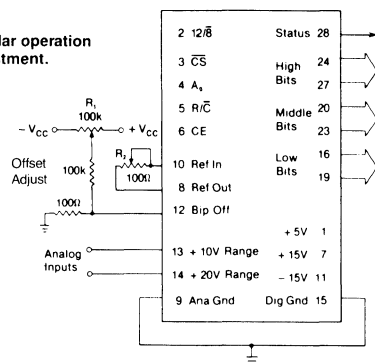 lar operation
stment.
2 12/8̅
3 C̅S̅
4 A₀
5 R/C̅
6 CE
10 Ref In
8 Ref Out
12 Bip Off
13 + 10V Range
14 + 20V Range
9 Ana Gnd
Status 28
High Bits 24
27
Middle Bits 20
23
Low Bits 16
19
+ 5V 1
+ 15V 7
− 15V 11
Dig Gnd 15
R₁
100k
− Vcc
+ Vcc
R₂
Offset
Adjust
100k
100Ω
100Ω
Analog
Inputs